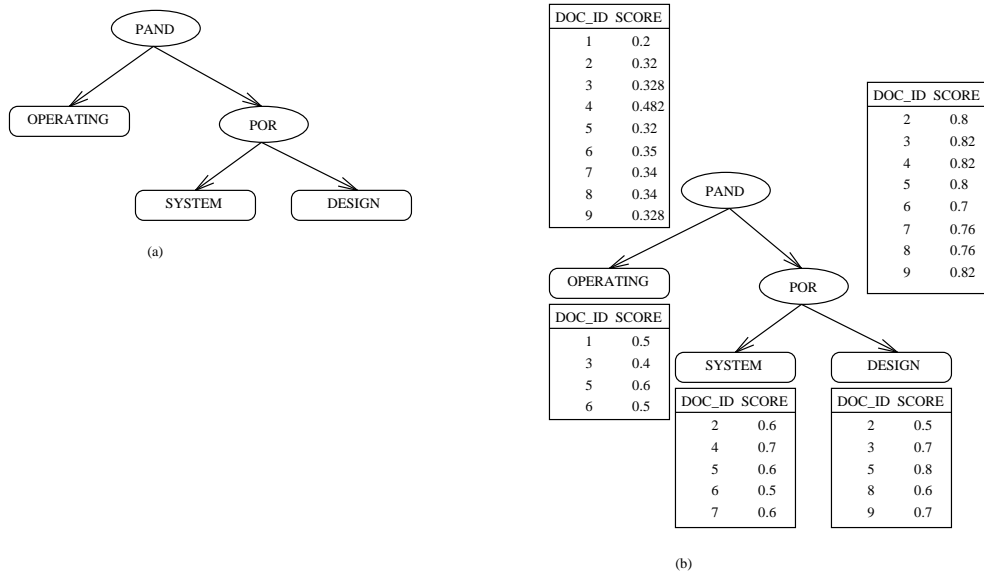 PAND
OPERATING
POR
SYSTEM
DESIGN
(a)
DOC_ID SCORE
1 0.2
2 0.32
3 0.328
4 0.482
5 0.32
6 0.35
7 0.34
8 0.34
9 0.328
DOC_ID SCORE
2 0.8
3 0.82
4 0.82
5 0.8
6 0.7
7 0.76
8 0.76
9 0.82
PAND
OPERATING
POR
DOC_ID SCORE
1 0.5
3 0.4
5 0.6
6 0.5
SYSTEM
DESIGN
DOC_ID SCORE
2 0.6
4 0.7
5 0.6
6 0.5
7 0.6
DOC_ID SCORE
2 0.5
3 0.7
5 0.8
8 0.6
9 0.7
(b)